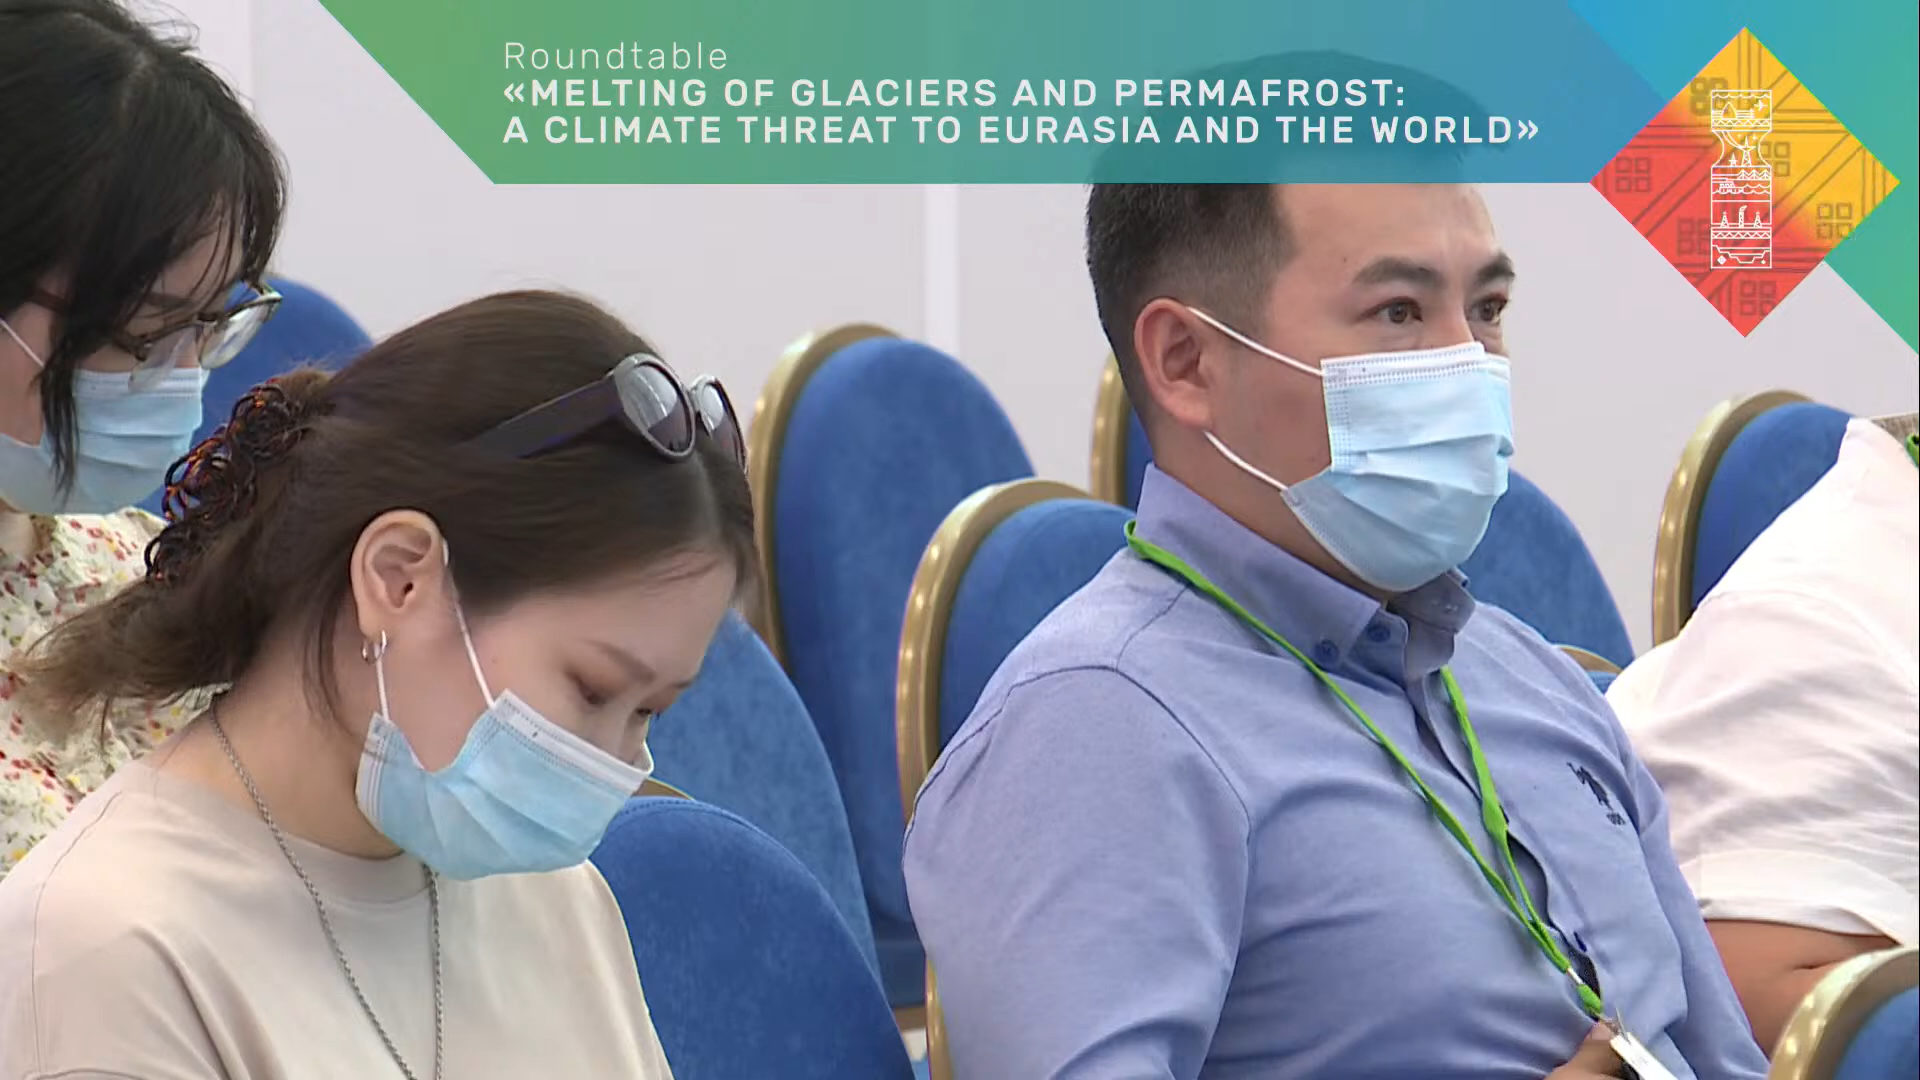 Roundtable
«MELTING OF GLACIERS AND PERMAFROST:
A CLIMATE THREAT TO EURASIA AND THE WORLD»